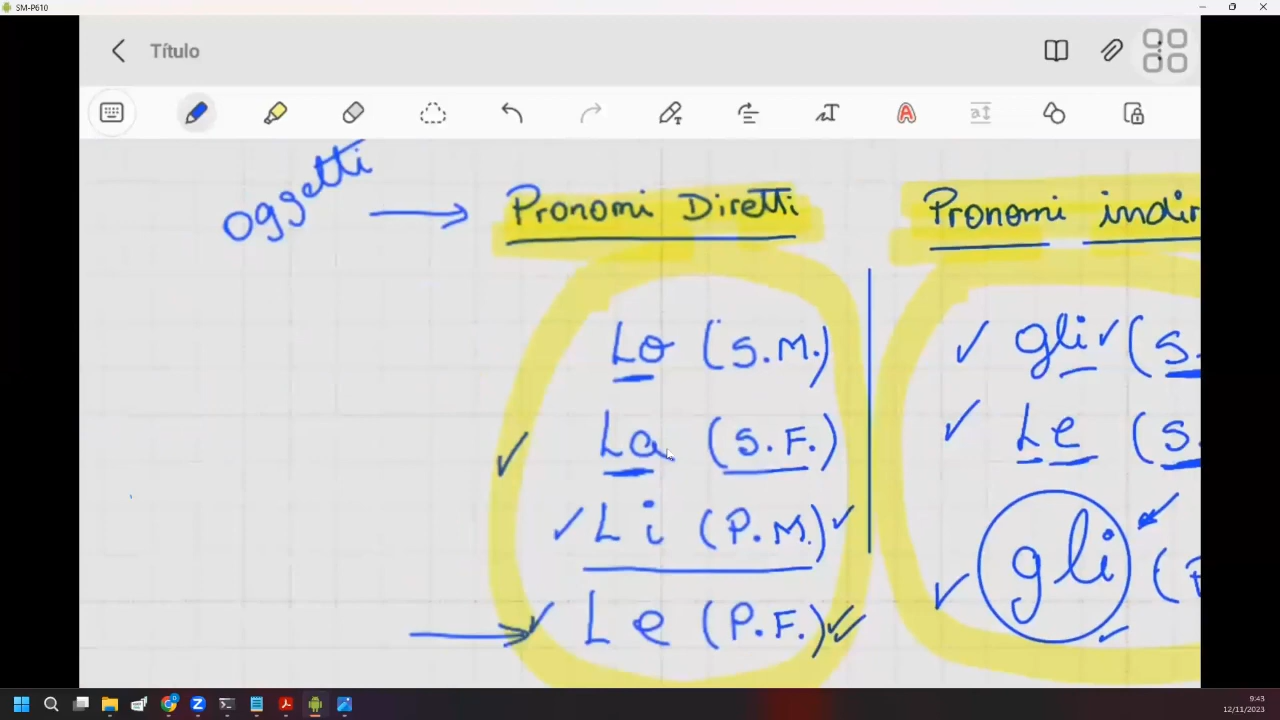 SM-P610
Título
oggetti
Pronomi Diretti
Lo (S.M.)
La (S.F.)
Li (P.M.)
Le (P.F.)
Pronomi indir
gli (S.
Le (S.
gli (P
9:43
12/11/2023